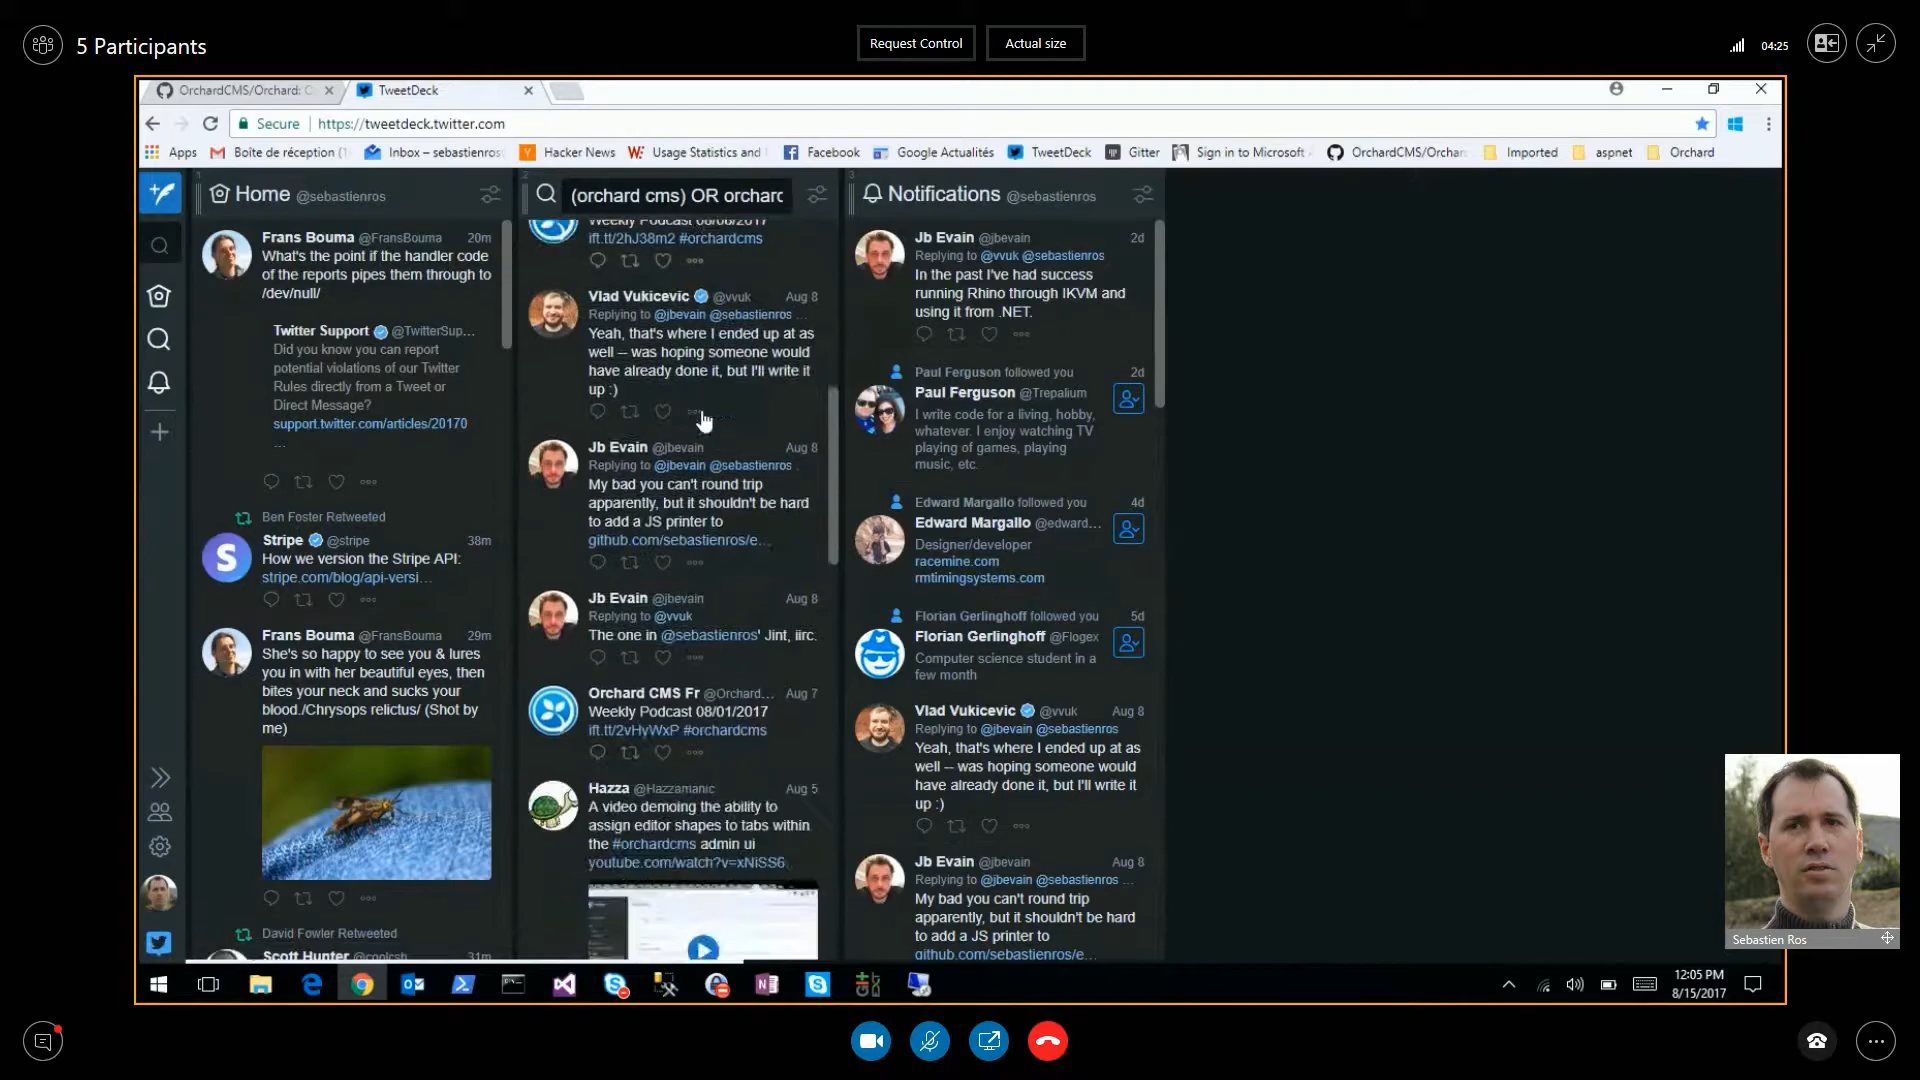 5 Participants
Request Control
Actual size
04:25
OrchardCMS/Orchard: C
TweetDeck
Secure
https://tweetdeck.twitter.com
Apps
Boîte de réception (1
Inbox – sebastienros
Hacker News
Usage Statistics and
Facebook
Google Actualités
TweetDeck
Gitter
Sign in to Microsoft
OrchardCMS/Orchar
Imported
aspnet
Orchard
1
Home @sebastienros
Frans Bouma @FransBouma 20m
What's the point if the handler code
of the reports pipes them through to
/dev/null/
Twitter Support @TwitterSup...
Did you know you can report
potential violations of our Twitter
Rules directly from a Tweet or
Direct Message?
support.twitter.com/articles/20170
...
Ben Foster Retweeted
Stripe @stripe 38m
How we version the Stripe API:
stripe.com/blog/api-versi...
Frans Bouma @FransBouma 29m
She's so happy to see you & lures
you in with her beautiful eyes, then
bites your neck and sucks your
blood./Chrysops relictus/ (Shot by
me)
David Fowler Retweeted
Scott Hunter @coolcsh 31m
2
(orchard cms) OR orchard
Weekly Podcast 08/08/2017
ift.tt/2hJ38m2 #orchardcms
Vlad Vukicevic @vvuk Aug 8
Replying to @jbevain @sebastienros ...
Yeah, that's where I ended up at as
well -- was hoping someone would
have already done it, but I'll write it
up :)
Jb Evain @jbevain Aug 8
Replying to @jbevain @sebastienros .
My bad you can't round trip
apparently, but it shouldn't be hard
to add a JS printer to
github.com/sebastienros/e...
Jb Evain @jbevain Aug 8
Replying to @vvuk
The one in @sebastienros' Jint, iirc.
Orchard CMS Fr @Orchard... Aug 7
Weekly Podcast 08/01/2017
ift.tt/2vHyWxP #orchardcms
Hazza @Hazzamanic Aug 5
A video demoing the ability to
assign editor shapes to tabs within
the #orchardcms admin ui
youtube.com/watch?v=xNiSS6...
3
Notifications @sebastienros
Jb Evain @jbevain 2d
Replying to @vvuk @sebastienros
In the past I've had success
running Rhino through IKVM and
using it from .NET.
Paul Ferguson followed you 2d
Paul Ferguson @Trepalium
I write code for a living, hobby,
whatever. I enjoy watching TV
playing of games, playing
music, etc.
Edward Margallo followed you 4d
Edward Margallo @edward...
Designer/developer
racemine.com
rmtimingsystems.com
Florian Gerlinghoff followed you 5d
Florian Gerlinghoff @Flogex
Computer science student in a
few month
Vlad Vukicevic @vvuk Aug 8
Replying to @jbevain @sebastienros
Yeah, that's where I ended up at as
well -- was hoping someone would
have already done it, but I'll write it
up :)
Jb Evain @jbevain Aug 8
Replying to @jbevain @sebastienros ...
My bad you can't round trip
apparently, but it shouldn't be hard
to add a JS printer to
github.com/sebastienros/e...
Sebastien Ros
12:05 PM
8/15/2017